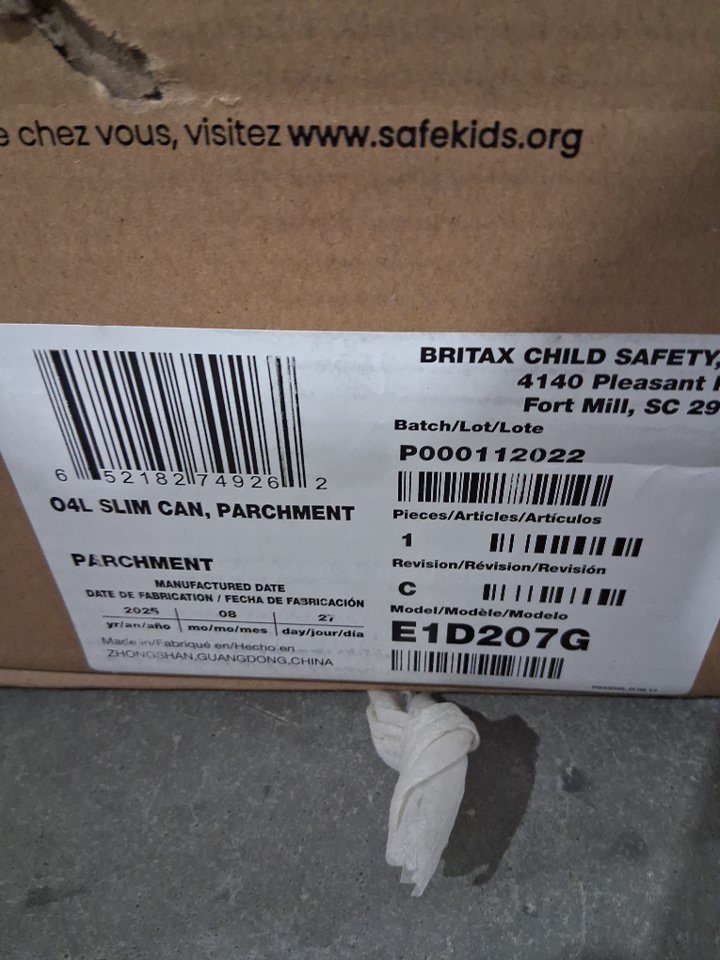 chez vous, visitez www.safekids.org
BRITAX CHILD SAFETY,
4140 Pleasant
Fort Mill, SC 29
6 52182 74926 2
04L SLIM CAN, PARCHMENT
PARCHMENT
MANUFACTURED DATE
DATE DE FABRICATION / FECHA DE FABRICACIÓN
2025 08 27
yr/an/año mo/mo/mes day/jour/día
Made in/Fabriqué en/Hecho en
ZHONGSHAN,GUANGDONG,CHINA
Batch/Lot/Lote
P000112022
Pieces/Articles/Artículos
1
Revision/Révision/Revisión
C
Model/Modèle/Modelo
E1D207G